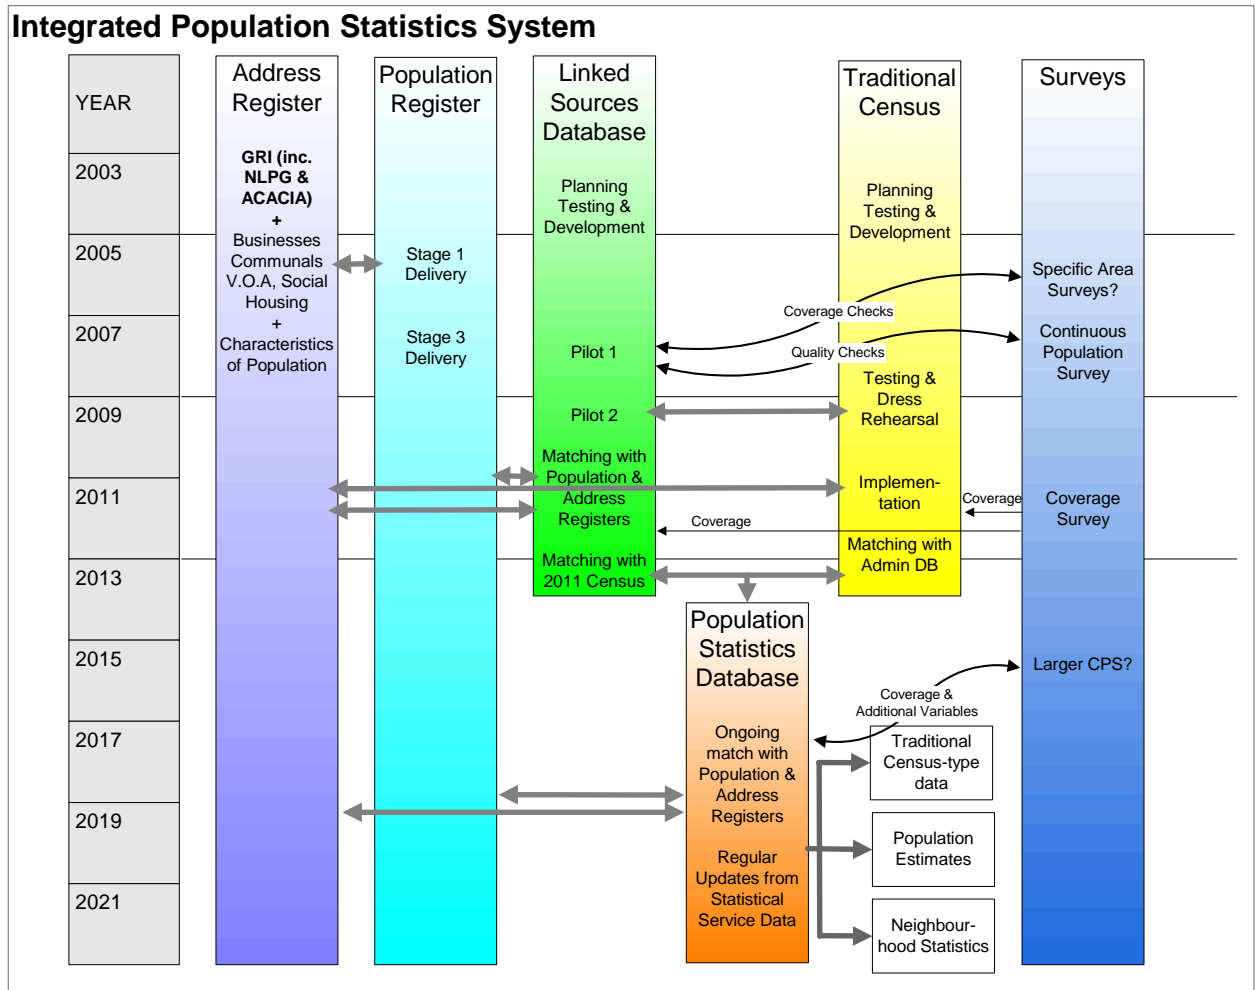 Integrated Population Statistics System
YEAR
2003
2005
2007
2009
2011
2013
2015
2017
2019
2021
Address
Register
GRI (inc.
NLPG &
ACACIA)
+
Businesses
Communals
V.O.A, Social
Housing
+
Characteristics
of Population
Population
Register
Stage 1
Delivery
Stage 3
Delivery
Linked
Sources
Database
Planning
Testing &
Development
Pilot 1
Pilot 2
Matching with
Population &
Address
Registers
Matching with
2011 Census
Traditional
Census
Planning
Testing &
Development
Coverage Checks
Quality Checks
Testing &
Dress
Rehearsal
Implemen-
tation
Coverage
Coverage
Matching with
Admin DB
Surveys
Specific Area
Surveys?
Continuous
Population
Survey
Coverage
Survey
Larger CPS?
Population
Statistics
Database
Ongoing
match with
Population &
Address
Registers
Regular
Updates from
Statistical
Service Data
Coverage &
Additional Variables
Traditional
Census-type
data
Population
Estimates
Neighbour-
hood Statistics